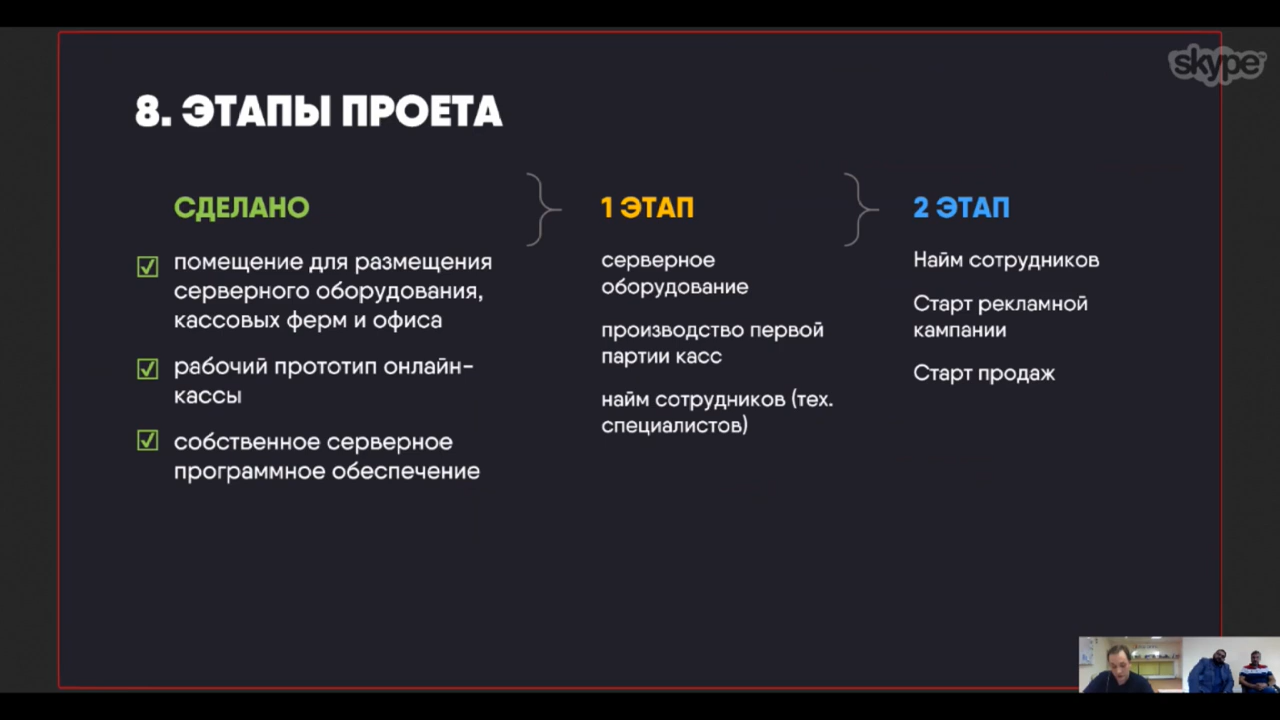 skype
8. ЭТАПЫ ПРОЕТА
СДЕЛАНО
помещение для размещения
серверного оборудования,
кассовых ферм и офиса
рабочий прототип онлайн-
кассы
собственное серверное
программное обеспечение
1 ЭТАП
серверное
оборудование
производство первой
партии касс
найм сотрудников (тех.
специалистов)
2 ЭТАП
Найм сотрудников
Старт рекламной
кампании
Старт продаж